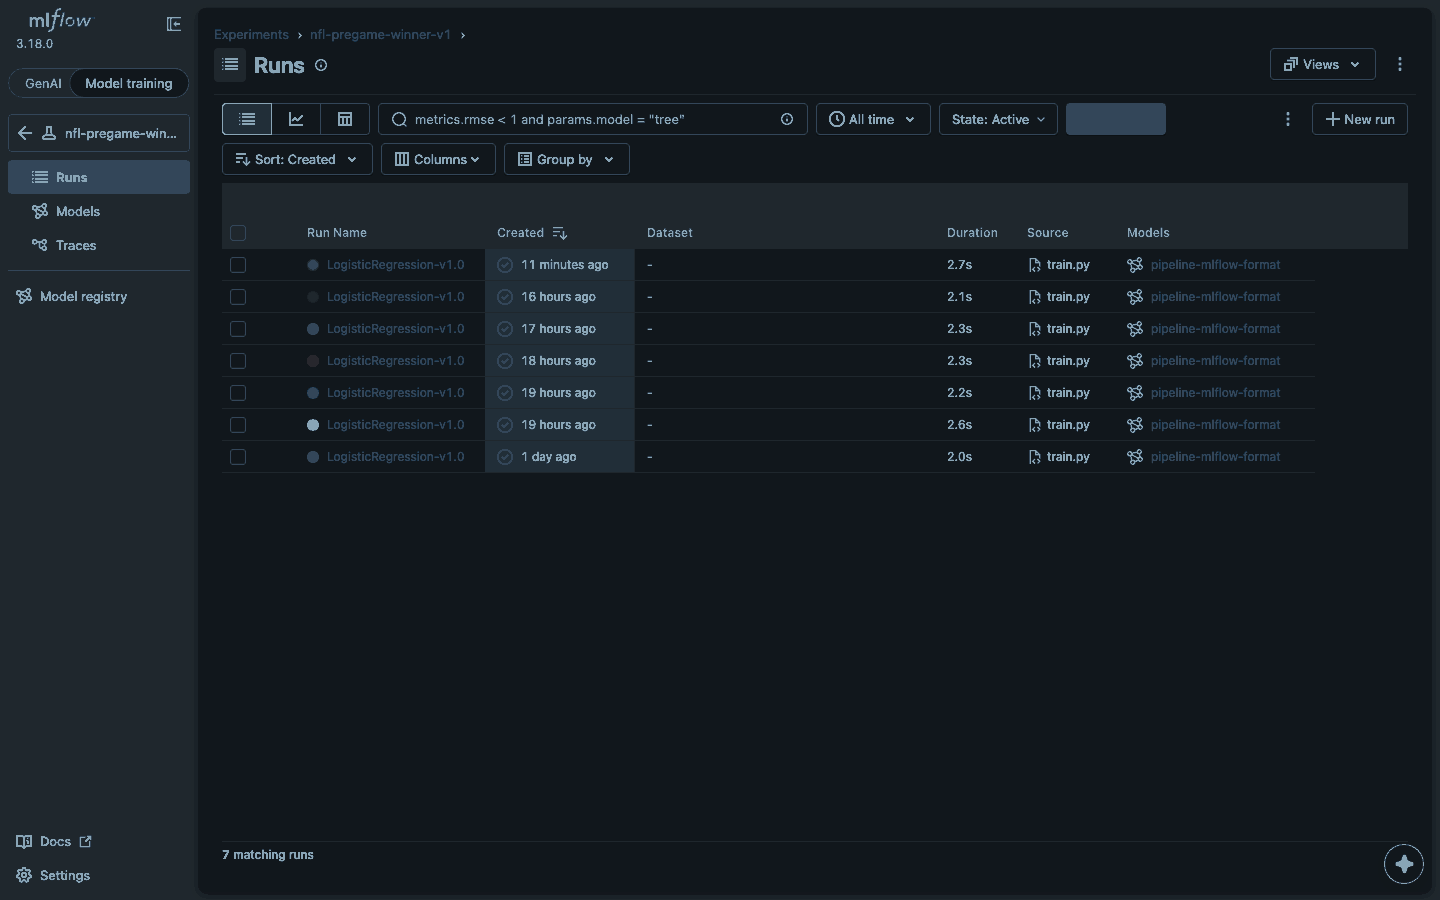 mlflow
3.18.0
GenAI Model training
nfl-pregame-win...
Runs
Models
Traces
Model registry
Docs
Settings
Experiments > nfl-pregame-winner-v1 >
Runs
Views
metrics.rmse < 1 and params.model = "tree"
All time
State: Active
New run
Sort: Created
Columns
Group by
Run Name Created Dataset Duration Source Models
LogisticRegression-v1.0 11 minutes ago - 2.7s train.py pipeline-mlflow-format
LogisticRegression-v1.0 16 hours ago - 2.1s train.py pipeline-mlflow-format
LogisticRegression-v1.0 17 hours ago - 2.3s train.py pipeline-mlflow-format
LogisticRegression-v1.0 18 hours ago - 2.3s train.py pipeline-mlflow-format
LogisticRegression-v1.0 19 hours ago - 2.2s train.py pipeline-mlflow-format
LogisticRegression-v1.0 19 hours ago - 2.6s train.py pipeline-mlflow-format
LogisticRegression-v1.0 1 day ago - 2.0s train.py pipeline-mlflow-format
7 matching runs